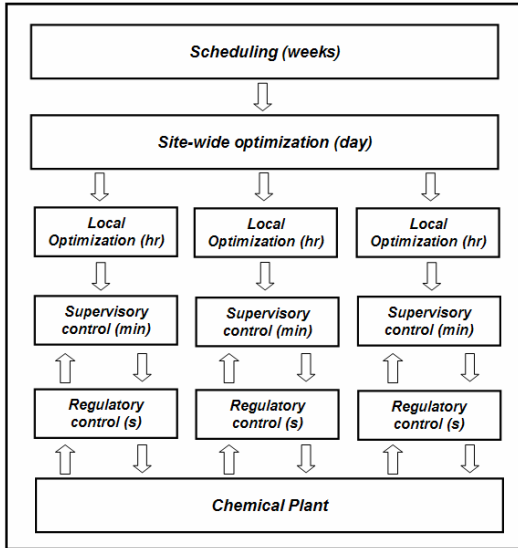 Scheduling (weeks)
Site-wide optimization (day)
Local
Optimization (hr)
Local
Optimization (hr)
Local
Optimization (hr)
Supervisory
control (min)
Supervisory
control (min)
Supervisory
control (min)
Regulatory
control (s)
Regulatory
control (s)
Regulatory
control (s)
Chemical Plant